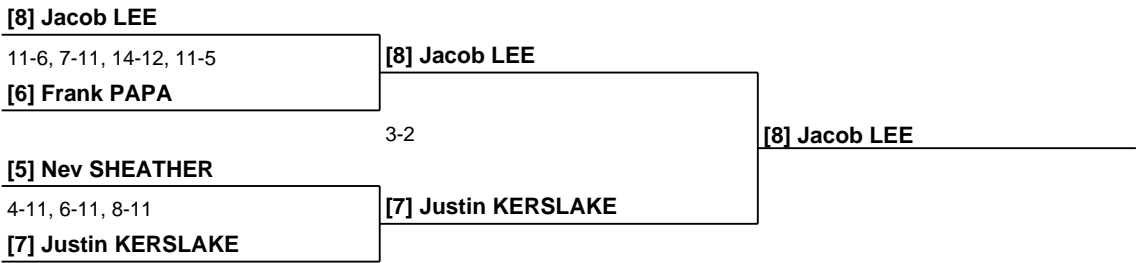 [8] Jacob LEE
11-6, 7-11, 14-12, 11-5
[8] Jacob LEE
[6] Frank PAPA
3-2
[8] Jacob LEE
[5] Nev SHEATHER
4-11, 6-11, 8-11
[7] Justin KERSLAKE
[7] Justin KERSLAKE